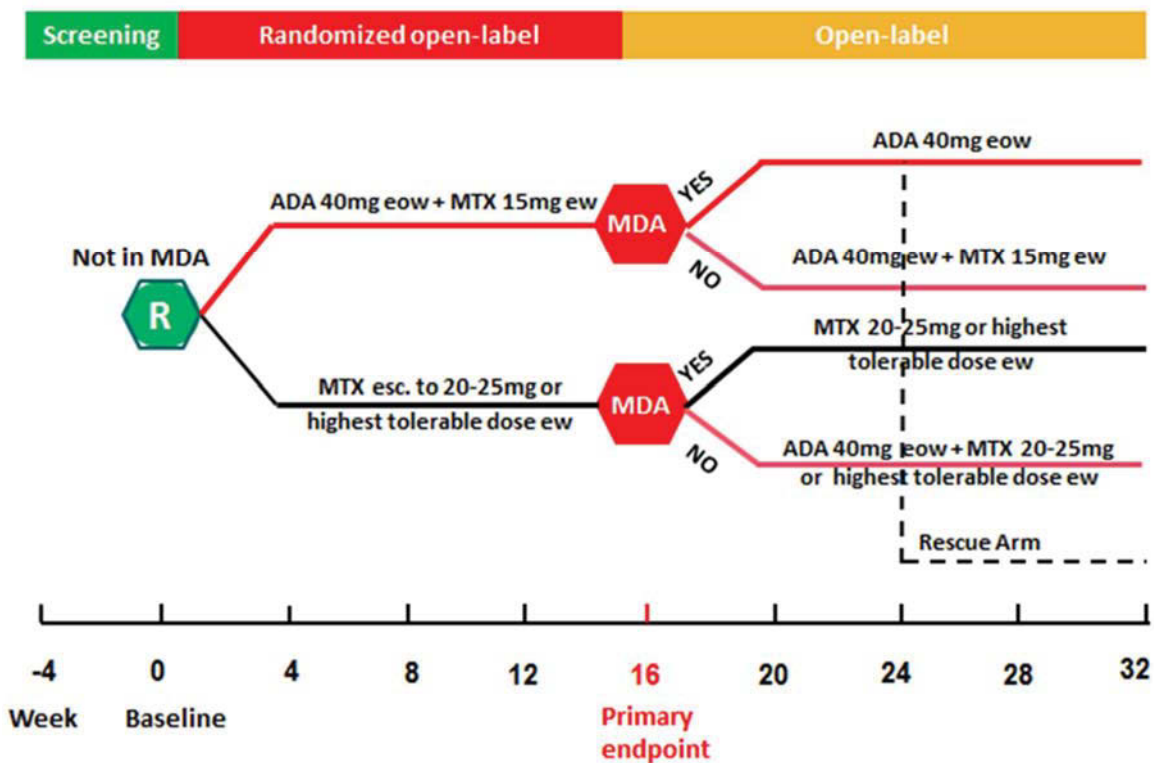 Screening
Randomized open-label
Open-label
ADA 40mg eow
YES
ADA 40mg eow + MTX 15mg ew
MDA
Not in MDA
NO
ADA 40mg ew + MTX 15mg ew
R
MTX 20-25mg or highest
tolerable dose ew
YES
MTX esc. to 20-25mg or
highest tolerable dose ew
MDA
NO
ADA 40mg eow + MTX 20-25mg
or highest tolerable dose ew
Rescue Arm
-4 0 4 8 12 16 20 24 28 32
Week Baseline Primary
endpoint